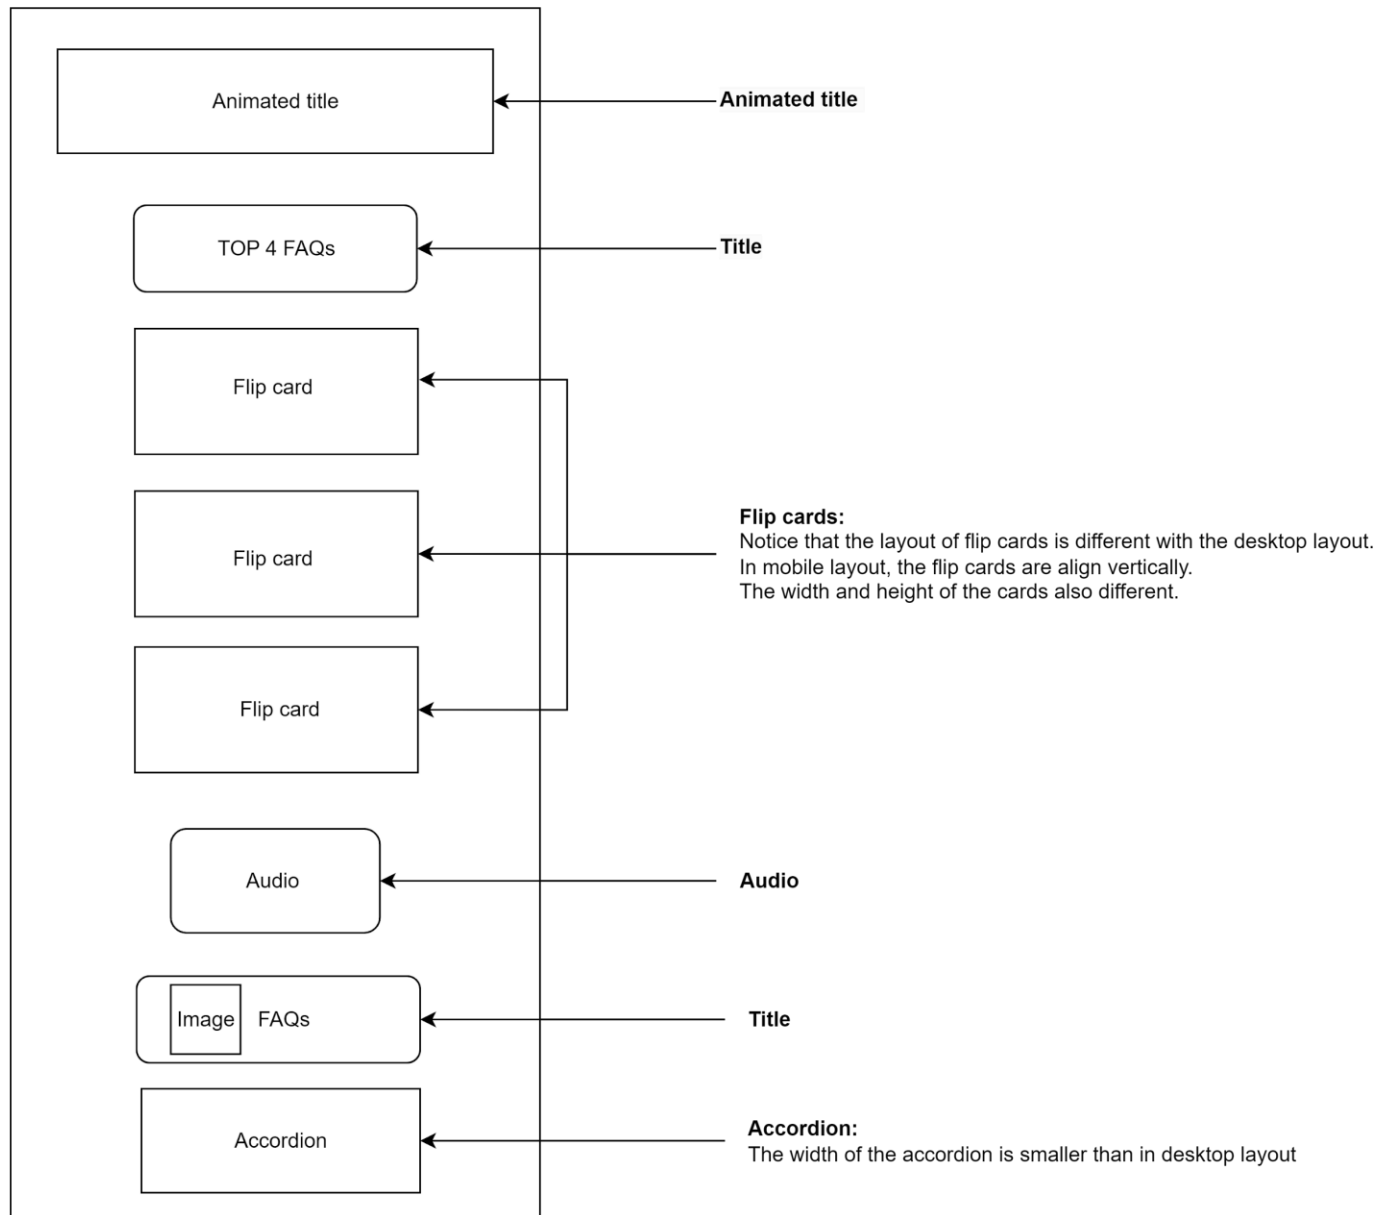 Animated title
Animated title
TOP 4 FAQs
Title
Flip card
Flip card
Flip cards:
Notice that the layout of flip cards is different with the desktop layout.
In mobile layout, the flip cards are align vertically.
The width and height of the cards also different.
Flip card
Audio
Audio
Image
FAQs
Title
Accordion
Accordion:
The width of the accordion is smaller than in desktop layout